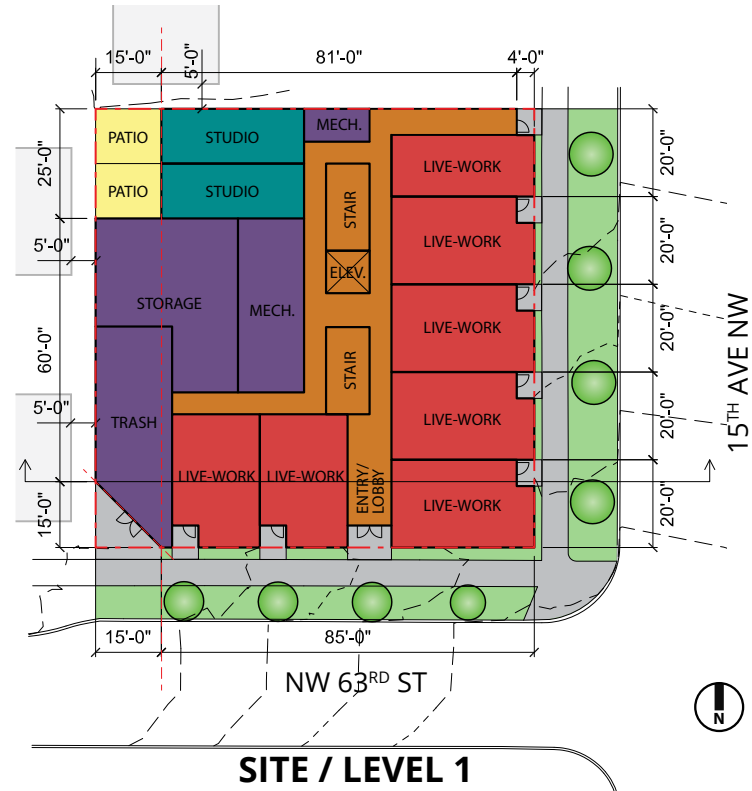 15'-0"
81'-0"
4'-0"
5'-0"
25'-0"
5'-0"
60'-0"
5'-0"
15'-0"
PATIO
STUDIO
MECH.
PATIO
STUDIO
LIVE-WORK
STAIR
LIVE-WORK
ELEV.
STORAGE
MECH.
LIVE-WORK
STAIR
TRASH
LIVE-WORK
LIVE-WORK
LIVE-WORK
ENTRY/
LOBBY
LIVE-WORK
20'-0"
20'-0"
20'-0"
20'-0"
20'-0"
15TH AVE NW
15'-0"
85'-0"
NW 63RD ST
N
SITE / LEVEL 1